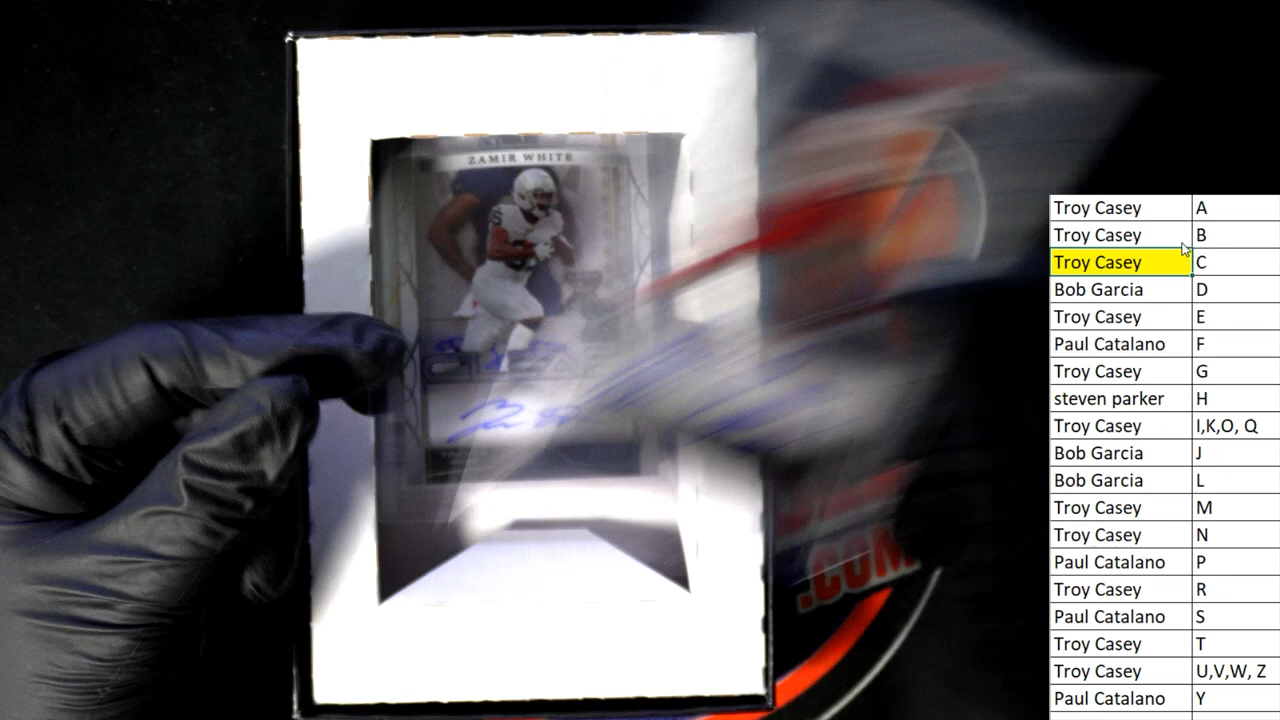 ZAMIR WHITE
.COM
Troy Casey A
Troy Casey B
Troy Casey C
Bob Garcia D
Troy Casey E
Paul Catalano F
Troy Casey G
steven parker H
Troy Casey I,K,O, Q
Bob Garcia J
Bob Garcia L
Troy Casey M
Troy Casey N
Paul Catalano P
Troy Casey R
Paul Catalano S
Troy Casey T
Troy Casey U,V,W, Z
Paul Catalano Y